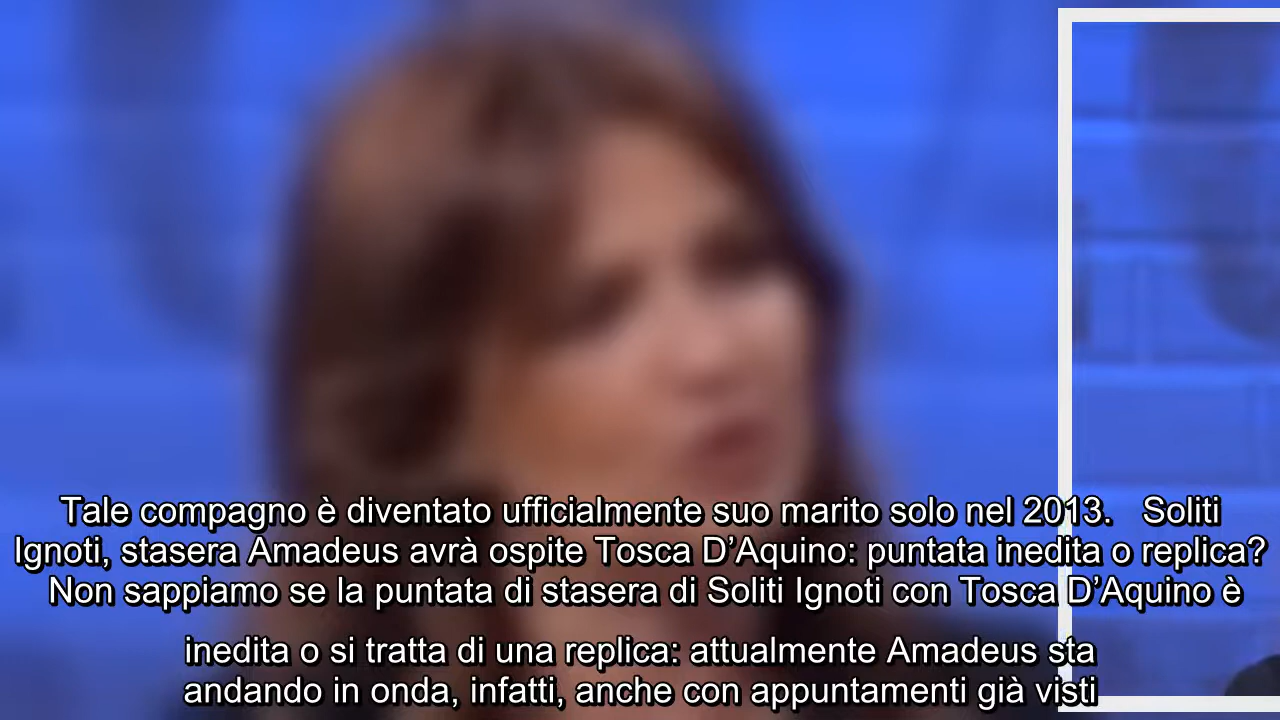 Tale compagno è diventato ufficialmente suo marito solo nel 2013.   Soliti
Ignoti, stasera Amadeus avrà ospite Tosca D’Aquino: puntata inedita o replica?
Non sappiamo se la puntata di stasera di Soliti Ignoti con Tosca D’Aquino è
inedita o si tratta di una replica: attualmente Amadeus sta
andando in onda, infatti, anche con appuntamenti già visti